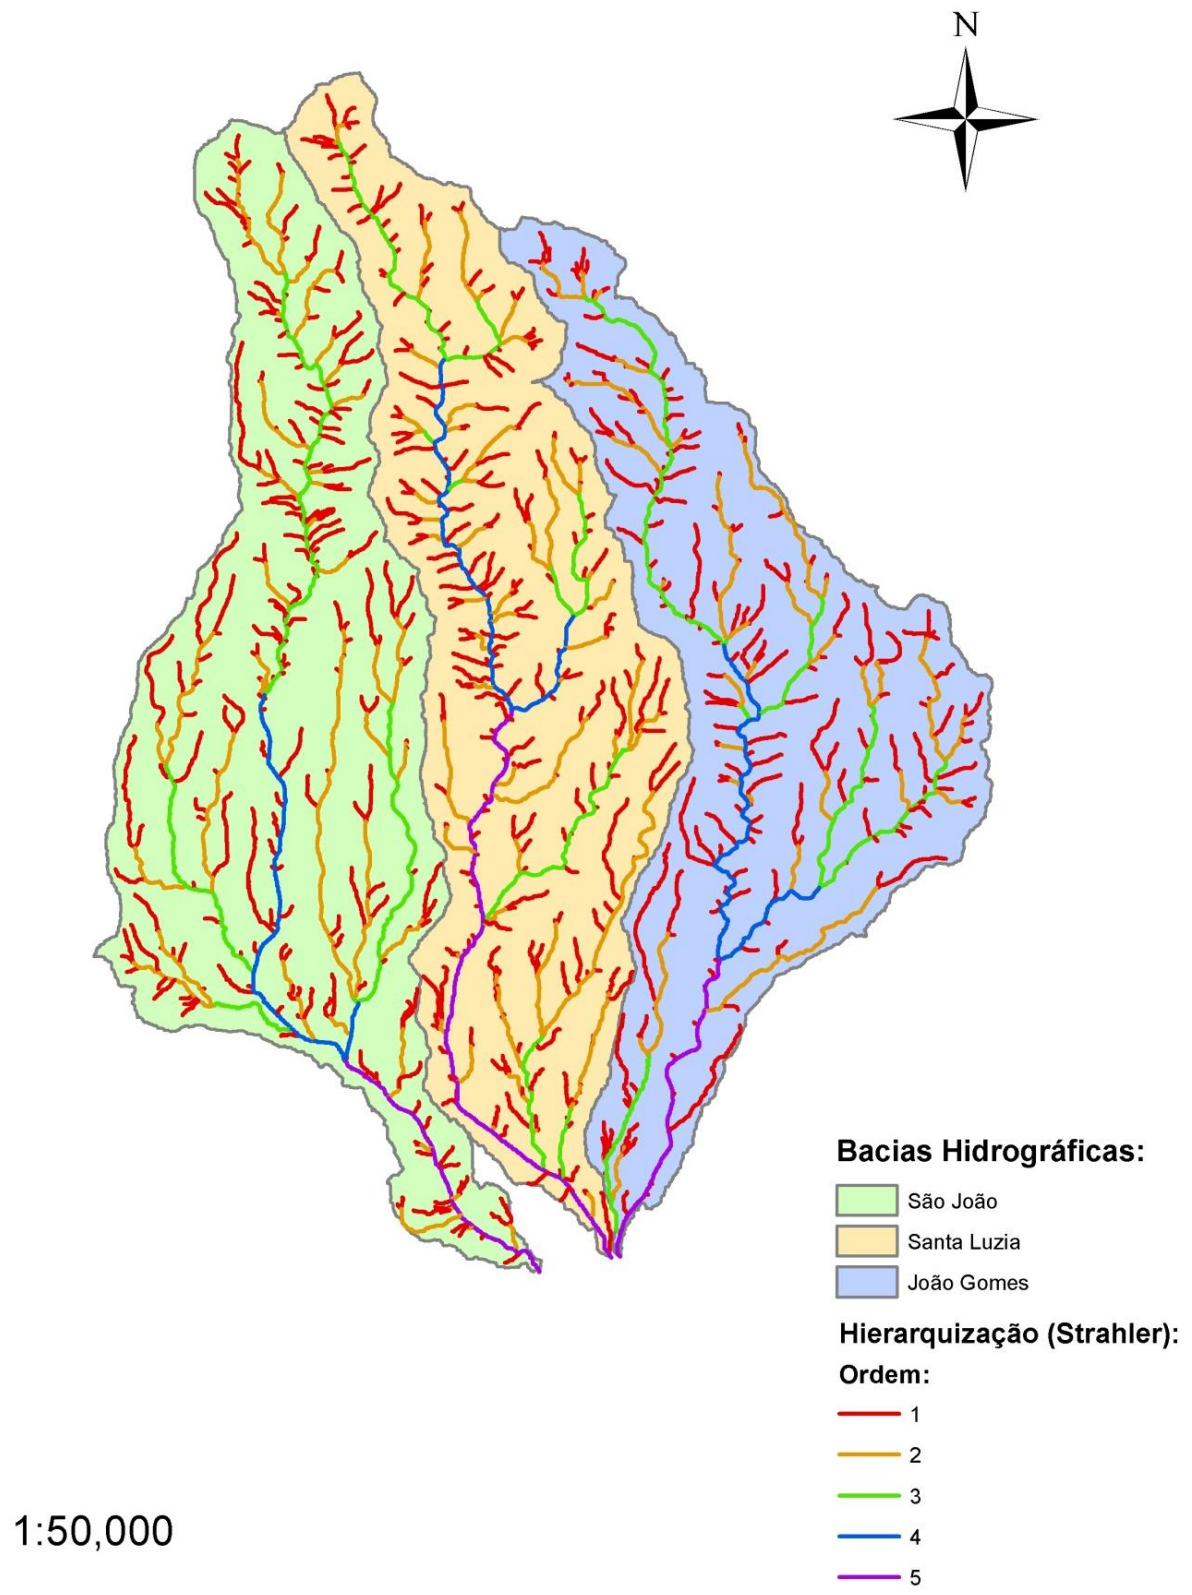 N
Bacias Hidrográficas:
São João
Santa Luzia
João Gomes
Hierarquização (Strahler):
Ordem:
1
2
3
4
5
1:50,000